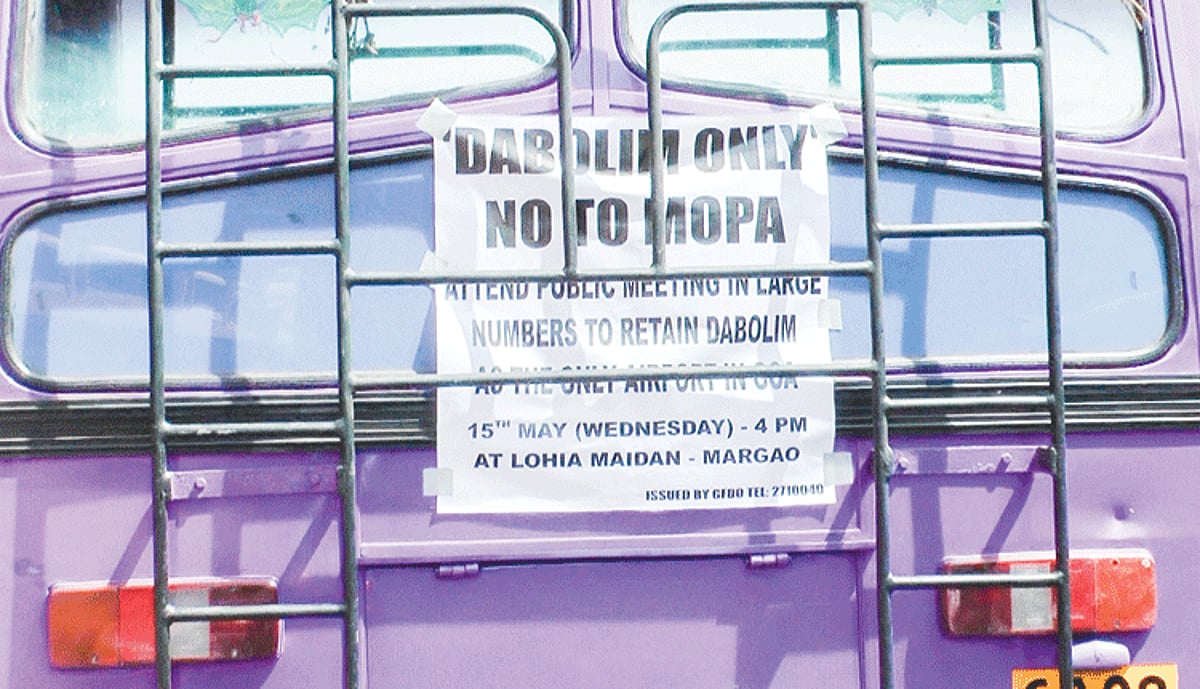 'DABOLIM ONLY'
NO TO MOPA
ATTEND PUBLIC MEETING IN LARGE
NUMBERS TO RETAIN DABOLIM
AS THE ONLY AIRPORT IN GOA
15TH MAY (WEDNESDAY) - 4 PM
AT LOHIA MAIDAN - MARGAO
ISSUED BY GFDO TEL: 2710040